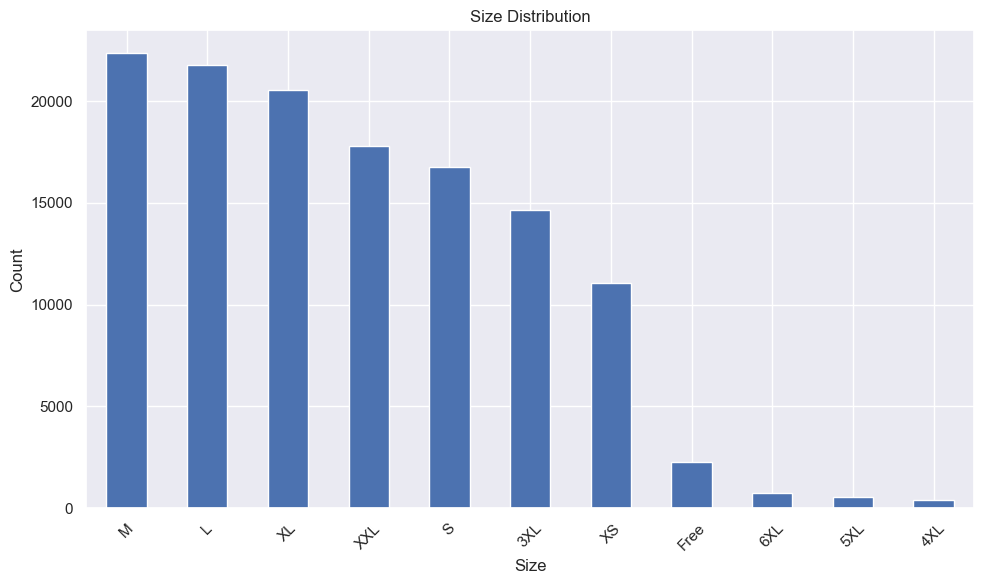 Size Distribution
20000
15000
10000
5000
0
Count
M L XL XXL S 3XL XS Free 6XL 5XL 4XL
Size